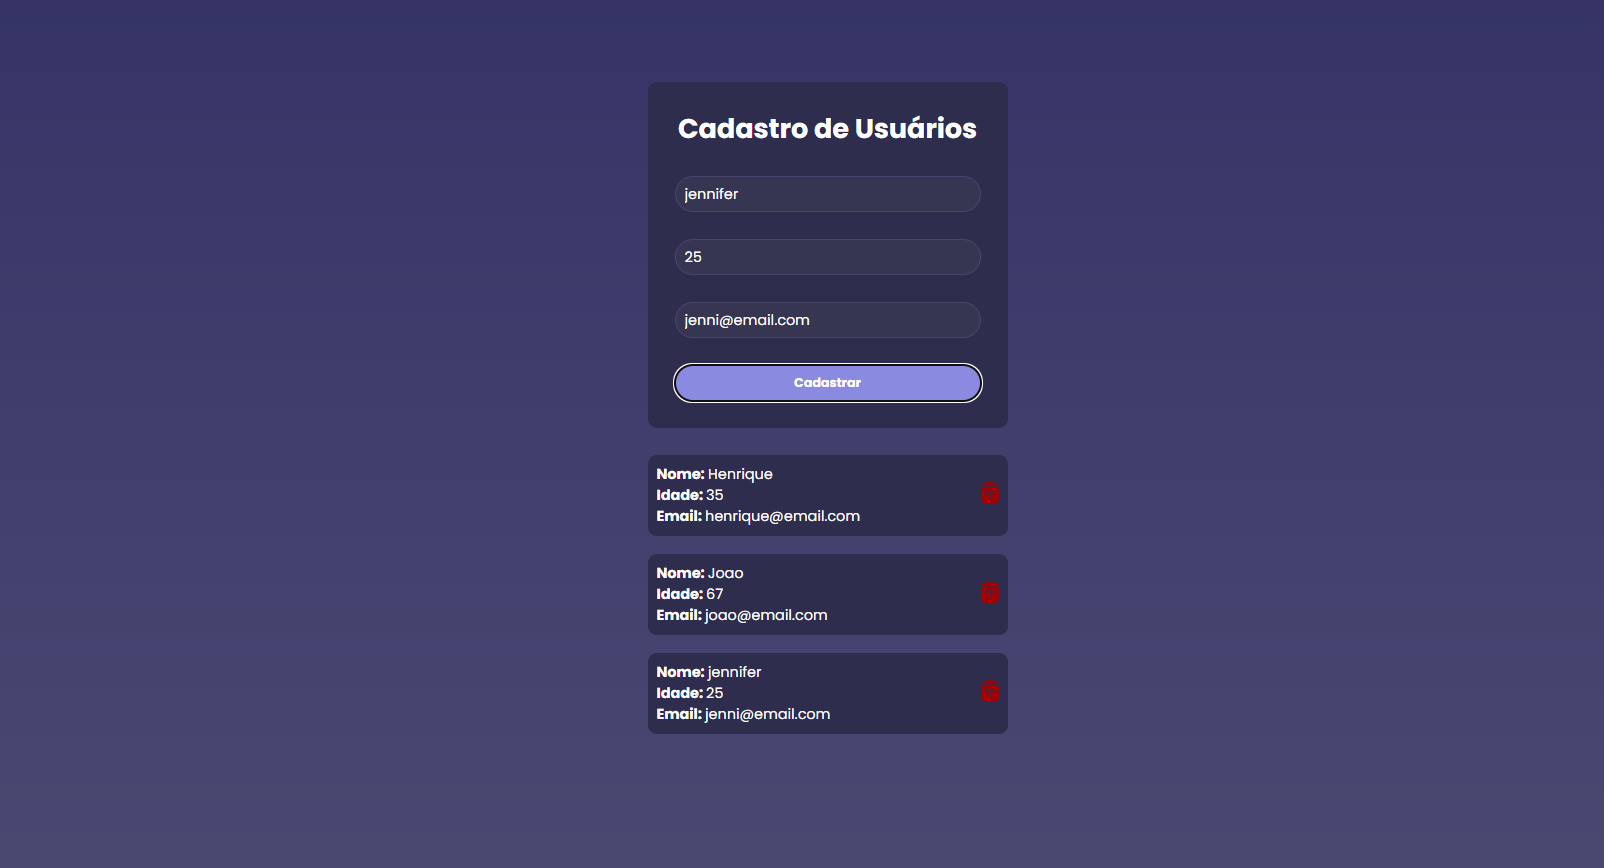 Cadastro de Usuários
jennifer
25
jenni@email.com
Cadastrar
Nome: Henrique
Idade: 35
Email: henrique@email.com
Nome: Joao
Idade: 67
Email: joao@email.com
Nome: jennifer
Idade: 25
Email: jenni@email.com